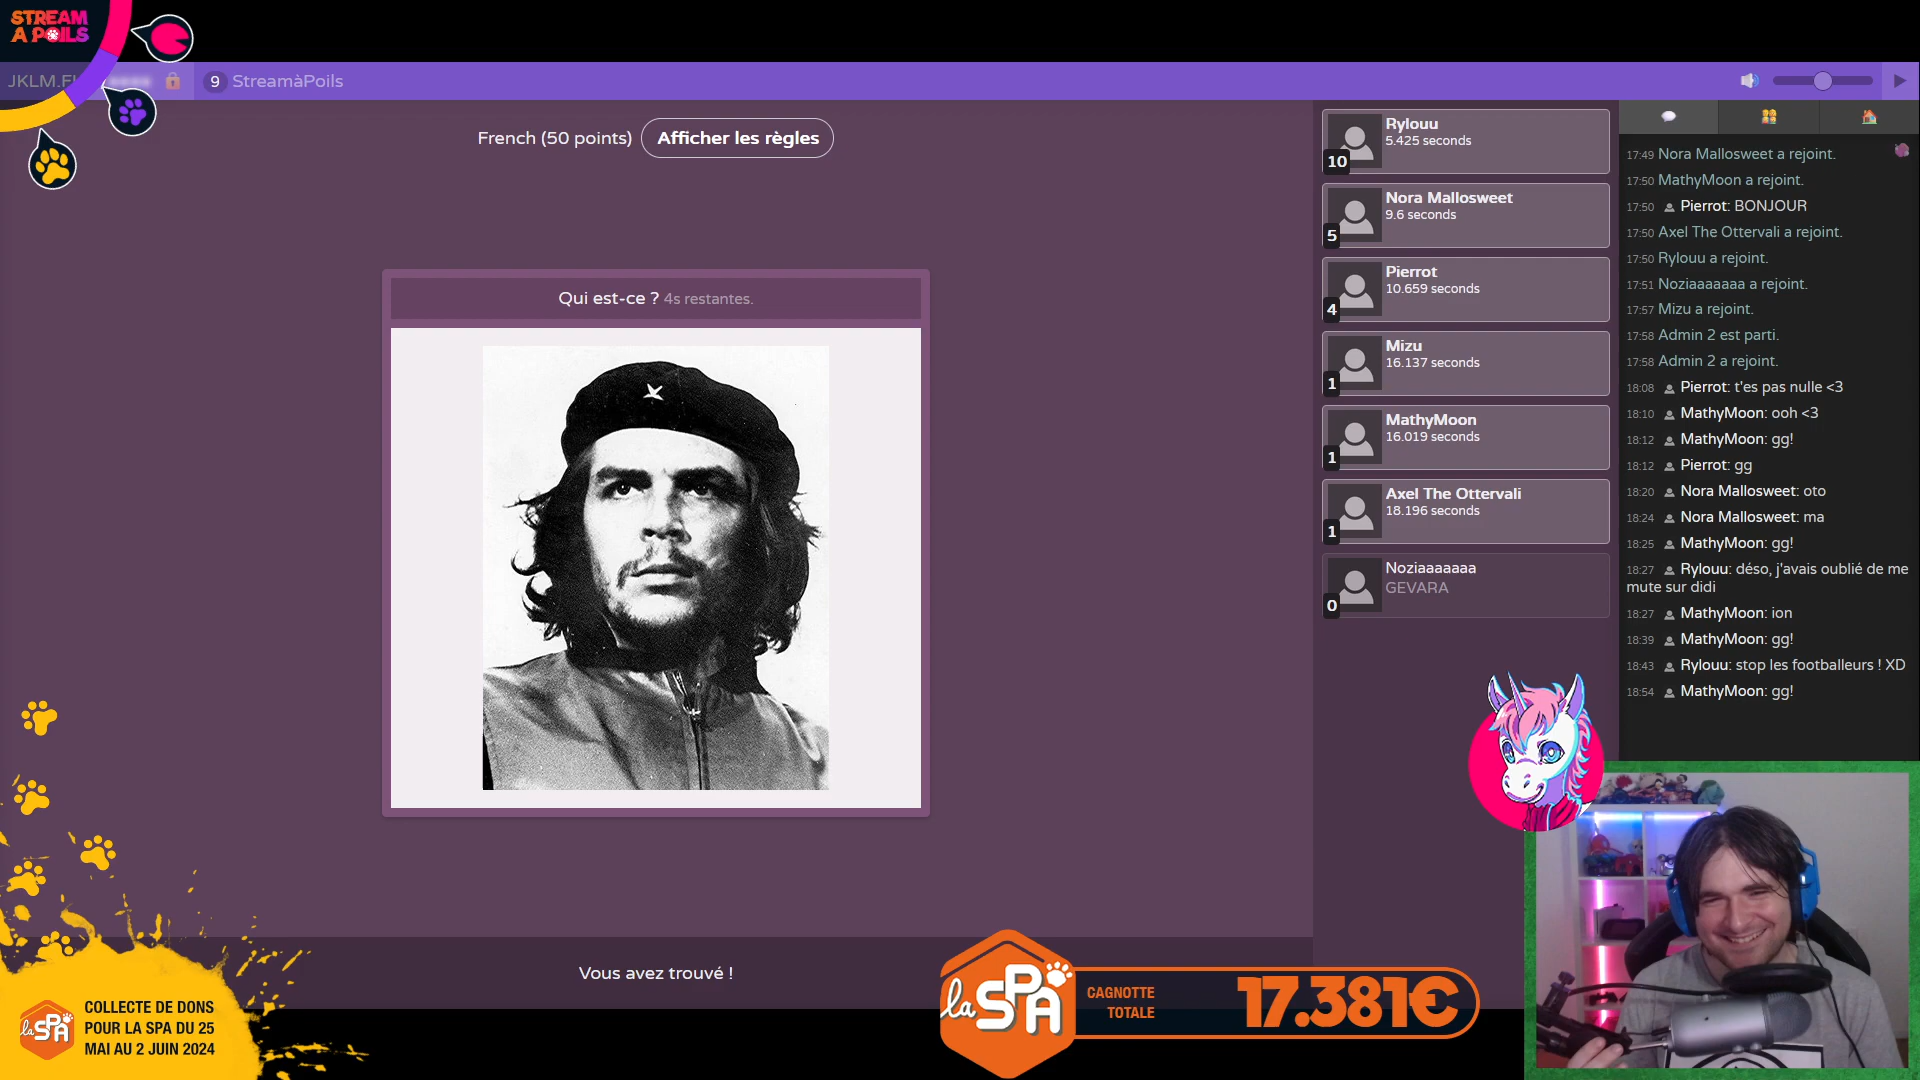 STREAM
A POILS
JKLM.F
9 StreamàPoils
French (50 points) Afficher les règles
Qui est-ce ? 4s restantes.
Vous avez trouvé !
Rylouu
5.425 seconds
10
Nora Mallosweet
9.6 seconds
5
Pierrot
10.659 seconds
4
Mizu
16.137 seconds
1
MathyMoon
16.019 seconds
1
Axel The Ottervali
18.196 seconds
1
Noziaaaaaaa
GEVARA
0
17:49 Nora Mallosweet a rejoint.
17:50 MathyMoon a rejoint.
17:50 Pierrot: BONJOUR
17:50 Axel The Ottervali a rejoint.
17:50 Rylouu a rejoint.
17:51 Noziaaaaaaa a rejoint.
17:57 Mizu a rejoint.
17:58 Admin 2 est parti.
17:58 Admin 2 a rejoint.
18:08 Pierrot: t'es pas nulle <3
18:10 MathyMoon: ooh <3
18:12 MathyMoon: gg!
18:12 Pierrot: gg
18:20 Nora Mallosweet: oto
18:24 Nora Mallosweet: ma
18:25 MathyMoon: gg!
18:27 Rylouu: déso, j'avais oublié de me
mute sur didi
18:27 MathyMoon: ion
18:39 MathyMoon: gg!
18:43 Rylouu: stop les footballeurs ! XD
18:54 MathyMoon: gg!
la SPA
COLLECTE DE DONS
POUR LA SPA DU 25
MAI AU 2 JUIN 2024
la SPA
CAGNOTTE
TOTALE
17.381€